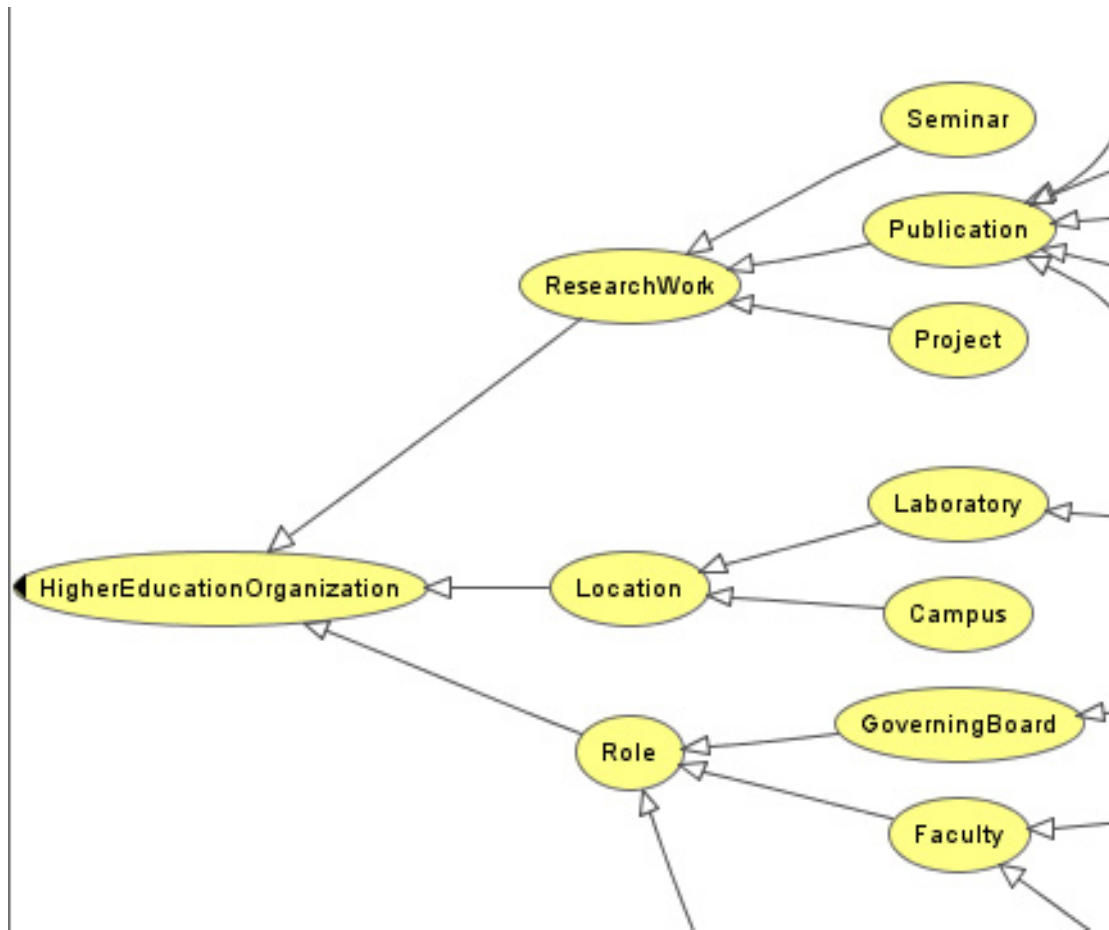 Seminar
Publication
ResearchWork
Project
Laboratory
HigherEducationOrganization
Location
Campus
GoverningBoard
Role
Faculty